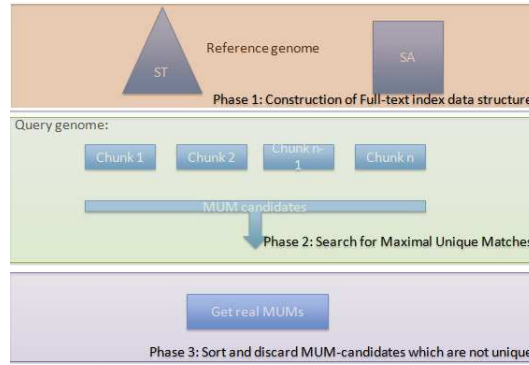 Reference genome
ST
SA
Phase 1: Construction of Full-text index data structure
Query genome:
Chunk 1
Chunk 2
Chunk n-
1
Chunk n
MUM candidates
Phase 2: Search for Maximal Unique Matches
Get real MUMs
Phase 3: Sort and discard MUM-candidates which are not unique